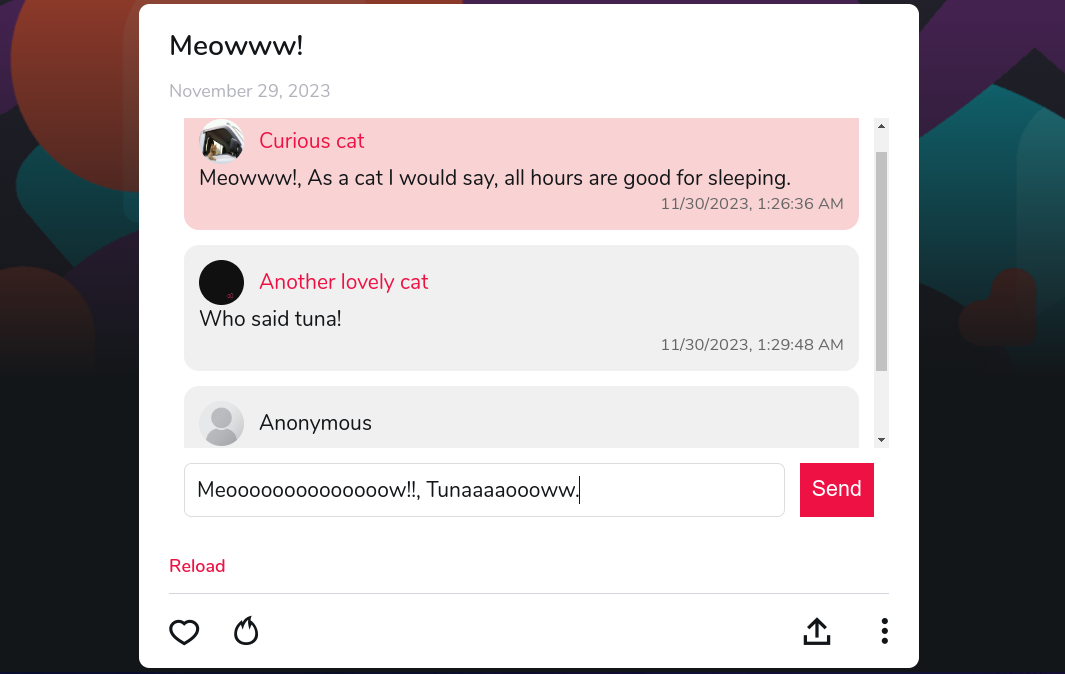 Meowww!
November 29, 2023
Curious cat
Meowww!, As a cat I would say, all hours are good for sleeping.
11/30/2023, 1:26:36 AM
Another lovely cat
Who said tuna!
11/30/2023, 1:29:48 AM
Anonymous
Meoooooooooooooow!!, Tunaaaaoooww.
Send
Reload